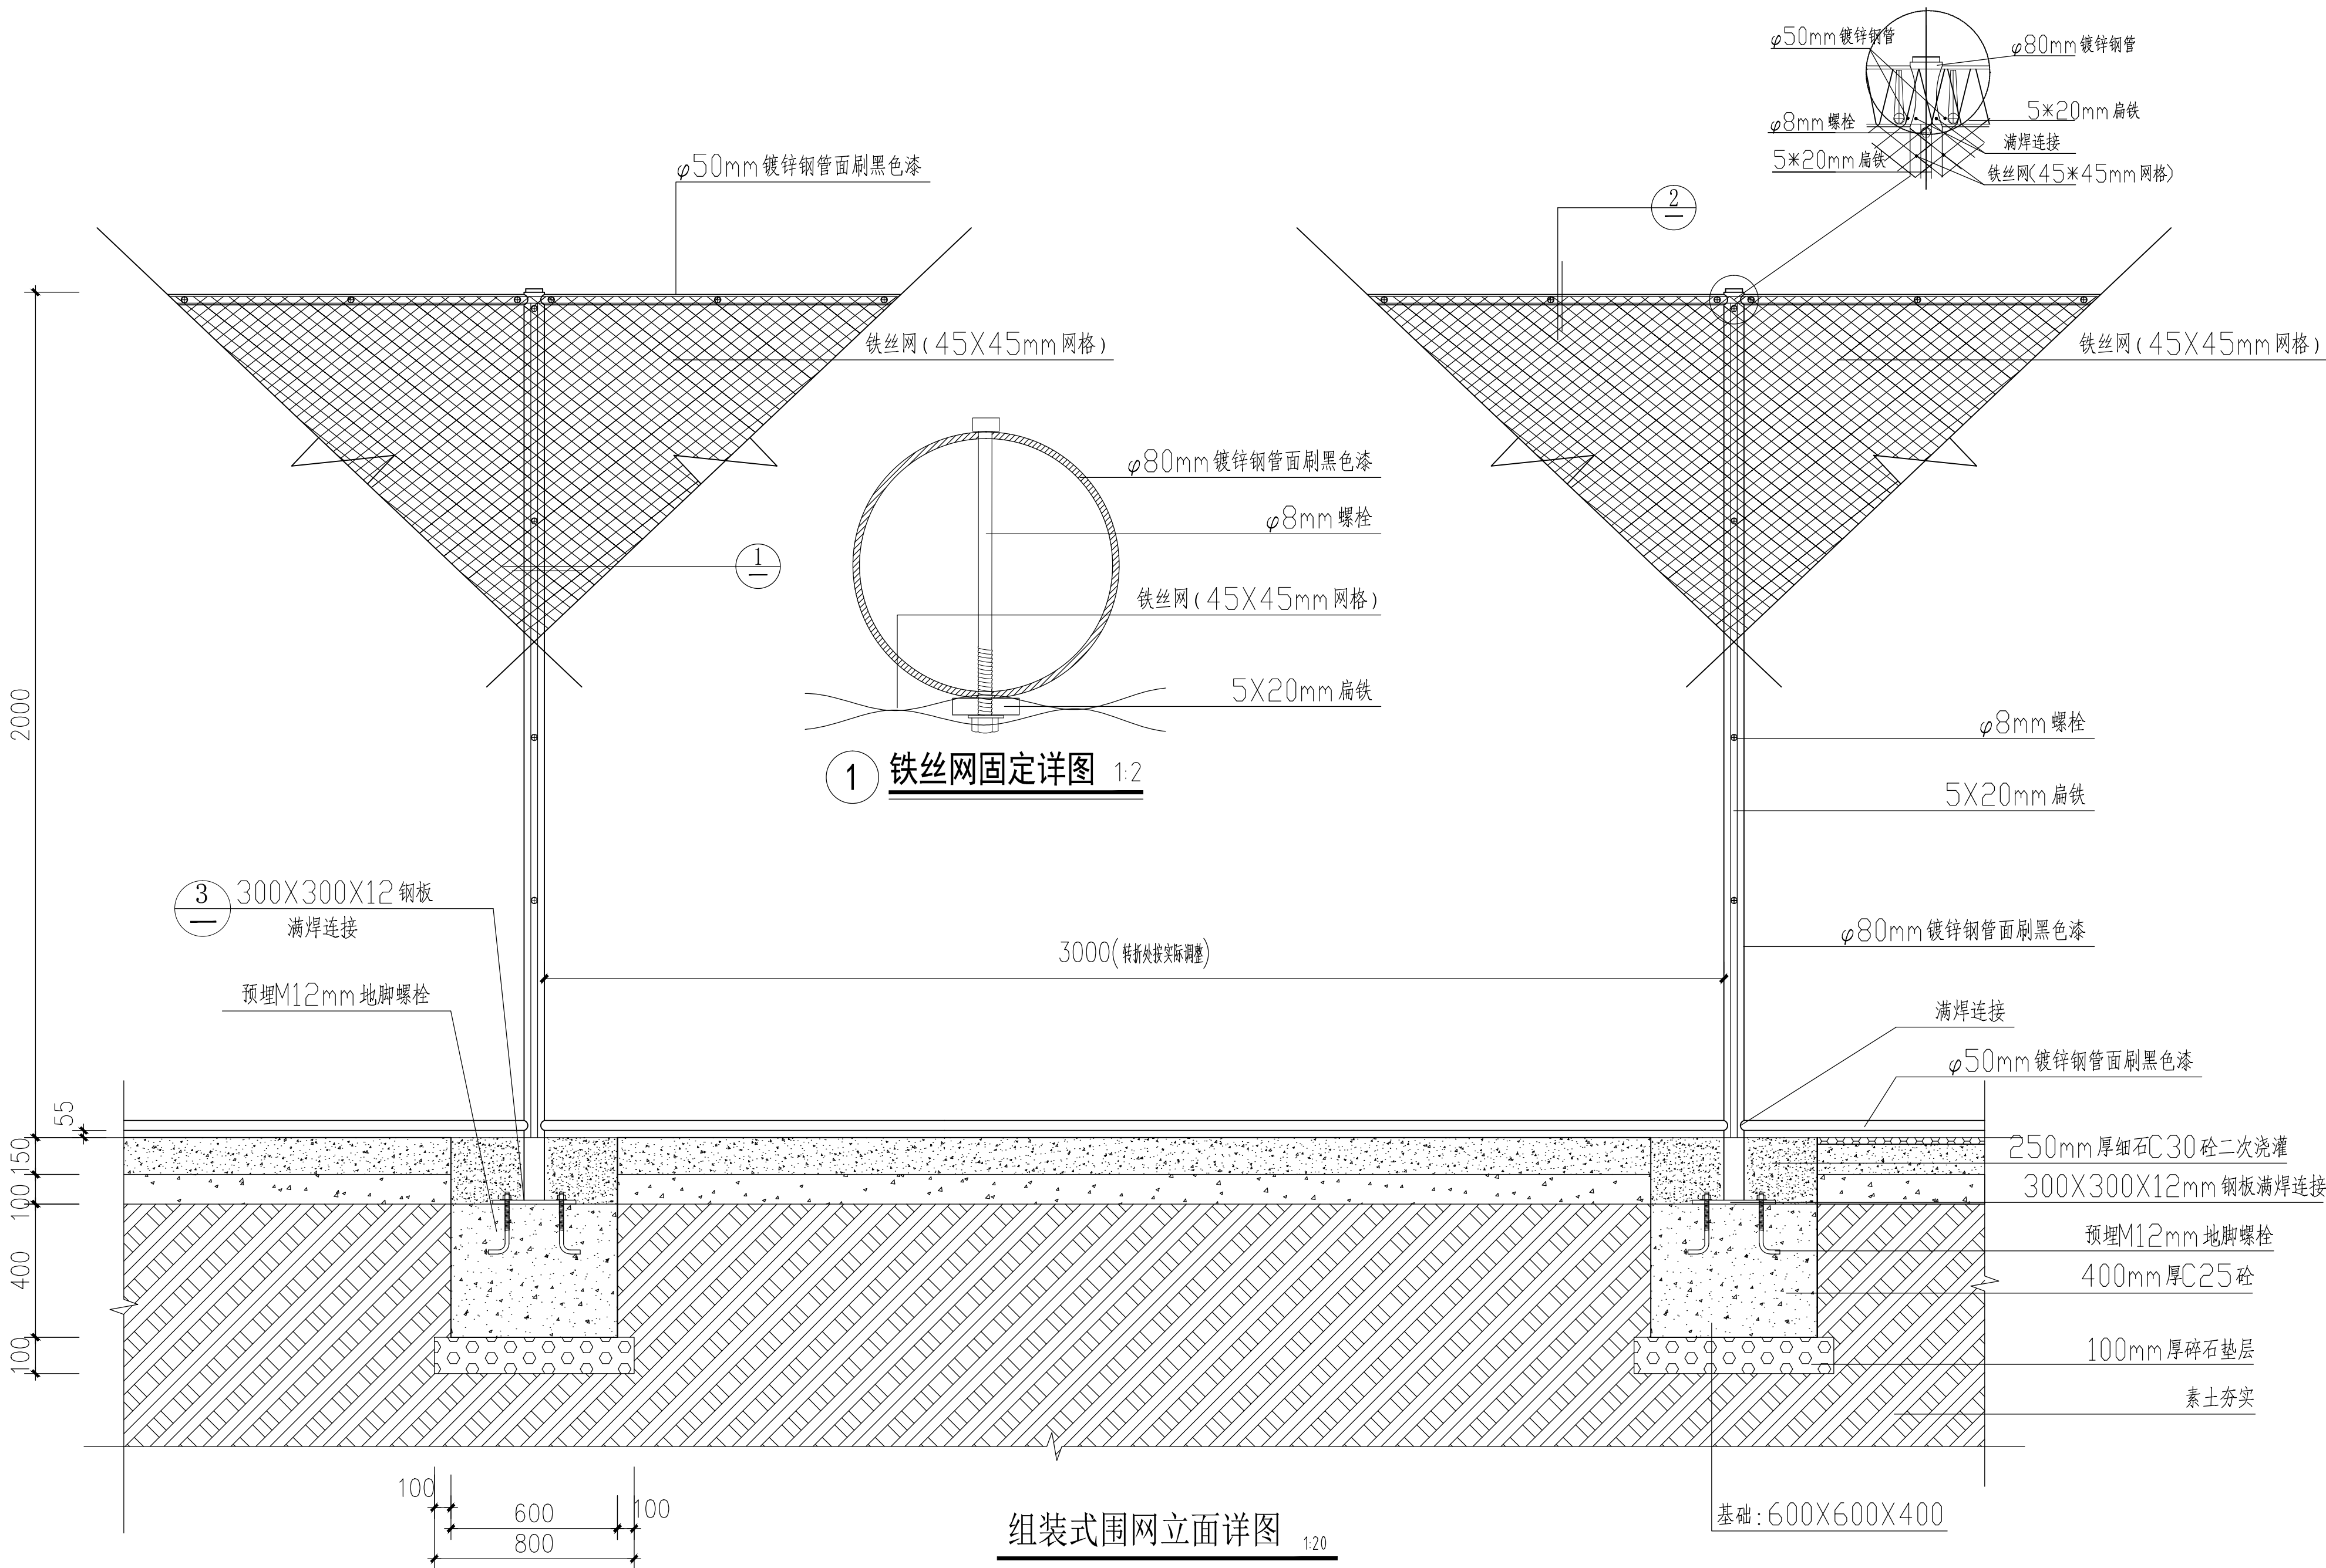 φ50mm镀锌钢管
φ80mm镀锌钢管
5*20mm扁铁
φ8mm螺栓
满焊连接
5*20mm扁铁
铁丝网(45*45mm网格)
φ50mm镀锌钢管面刷黑色漆
2
铁丝网(45X45mm网格)
铁丝网(45X45mm网格)
φ80mm镀锌钢管面刷黑色漆
φ8mm螺栓
1
铁丝网(45X45mm网格)
5X20mm扁铁
2000
φ8mm螺栓
1 铁丝网固定详图 1:2
5X20mm扁铁
3 300X300X12钢板
满焊连接
φ80mm镀锌钢管面刷黑色漆
3000(转折处按实际调整)
预埋M12mm地脚螺栓
满焊连接
φ50mm镀锌钢管面刷黑色漆
55
150
250mm厚细石C30砼二次浇灌
300X300X12mm钢板满焊连接
100
预埋M12mm地脚螺栓
400
400mm厚C25砼
100
100mm厚碎石垫层
素土夯实
100
600
100
800
基础:600X600X400
组装式围网立面详图 1:20